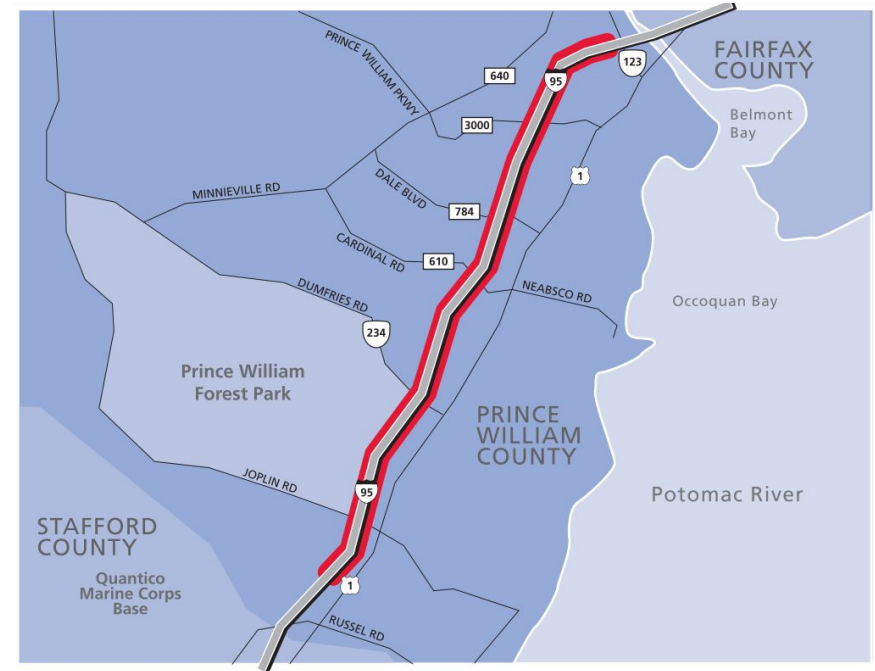 PRINCE WILLIAM PKWY
640
95
123
FAIRFAX
COUNTY
Belmont
Bay
3000
1
MINNIEVILLE RD
DALE BLVD
784
CARDINAL RD
610
DUMFRIES RD
NEABSCO RD
Occoquan Bay
234
Prince William
Forest Park
PRINCE
WILLIAM
COUNTY
JOPLIN RD
95
Potomac River
STAFFORD
COUNTY
Quantico
Marine Corps
Base
1
RUSSEL RD